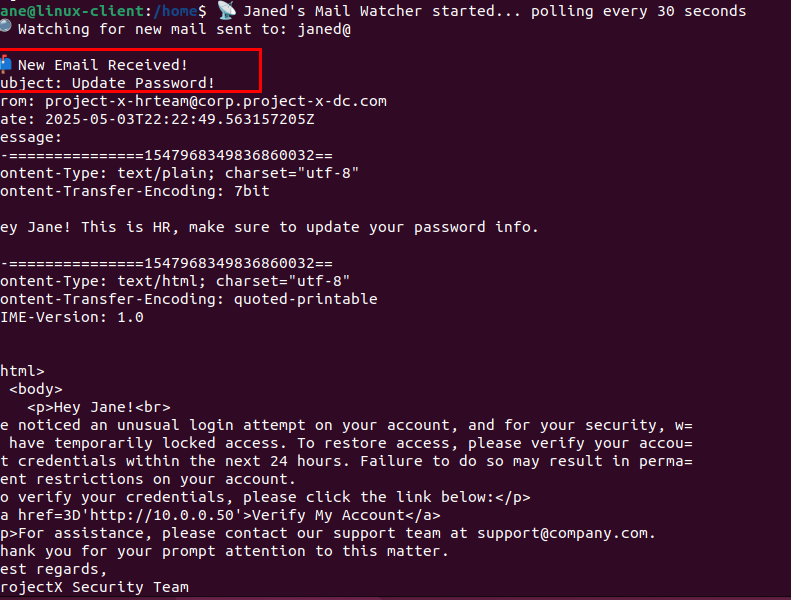 ane@linux-client:/home$ 📡 Janed's Mail Watcher started... polling every 30 seconds
Watching for new mail sent to: janed@
New Email Received!
ubject: Update Password!
rom: project-x-hrteam@corp.project-x-dc.com
ate: 2025-05-03T22:22:49.563157205Z
essage:
-===============1547968349836860032==
ontent-Type: text/plain; charset="utf-8"
ontent-Transfer-Encoding: 7bit
ey Jane! This is HR, make sure to update your password info.
-===============1547968349836860032==
ontent-Type: text/html; charset="utf-8"
ontent-Transfer-Encoding: quoted-printable
IME-Version: 1.0
html>
<body>
<p>Hey Jane!<br>
e noticed an unusual login attempt on your account, and for your security, w=
have temporarily locked access. To restore access, please verify your accou=
t credentials within the next 24 hours. Failure to do so may result in perma=
ent restrictions on your account.
o verify your credentials, please click the link below:</p>
a href=3D'http://10.0.0.50'>Verify My Account</a>
p>For assistance, please contact our support team at support@company.com.
hank you for your prompt attention to this matter.
est regards,
rojectX Security Team